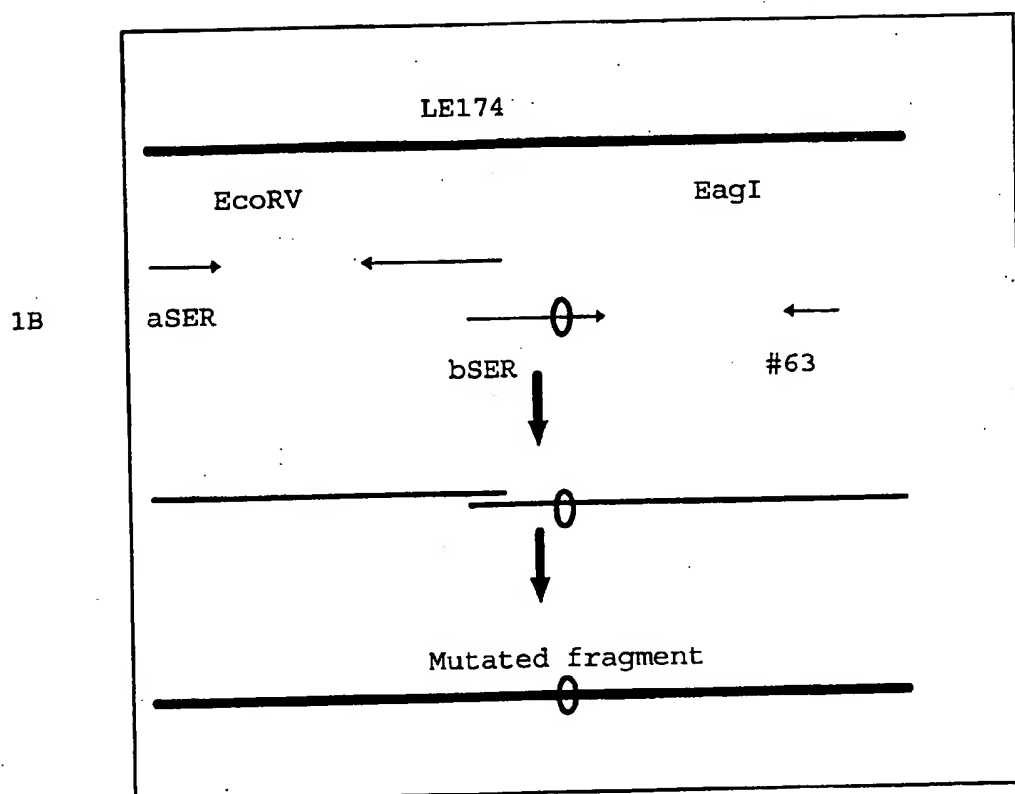 LE174
EcoRV EagI
1B
aSER
bSER #63
Mutated fragment